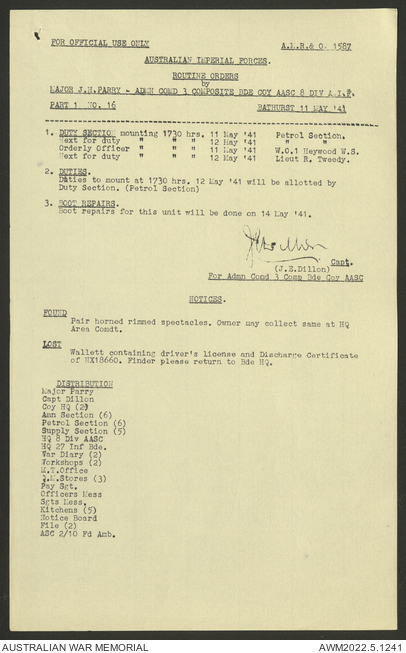 FOR OFFICIAL USE ONLY
A.L.R.& O. 1587
AUSTRALIAN IMPERIAL FORCES.
ROUTINE ORDERS
by
MAJOR J.H. PARRY - ADMN COMD 3 COMPOSITE BDE COY AASC 8 DIV A.I.F.
PART 1 NO. 16
BATHURST 11 MAY '41
1. DUTY SECTION mounting 1730 hrs. 11 May '41 Petrol Section.
Next for duty " " " 12 May '41 " "
Orderly Officer " " " 11 May '41 W.O.1 Heywood W.S.
Next for duty " " " 12 May '41 Lieut R. Tweedy.
2. DUTIES.
Duties to mount at 1730 hrs. 12 May '41 will be allotted by
Duty Section. (Petrol Section)
3. BOOT REPAIRS.
Boot repairs for this unit will be done on 14 May '41.
Capt.
(J.E.Dillon)
For Admn Comd 3 Comp Bde Coy AASC
NOTICES.
FOUND
Pair horned rimmed spectacles. Owner may collect same at HQ
Area Comdt.
LOST
Wallett containing driver's license and Discharge Certificate
of NX18660. Finder please return to Bde HQ.
DISTRIBUTION
Major Parry
Capt Dillon
Coy HQ (2)
Amn Section (6)
Petrol Section (6)
Supply Section (5)
HQ 8 Div AASC
HQ 27 Inf Bde.
War Diary (2)
Workshops (2)
M.T.Office
Q.M.Stores (3)
Pay Sgt.
Officers Mess
Sgts Mess.
Kitchens (5)
Notice Board
File (2)
ASC 2/10 Fd Amb.
AUSTRALIAN WAR MEMORIAL
AWM2022.5.1241